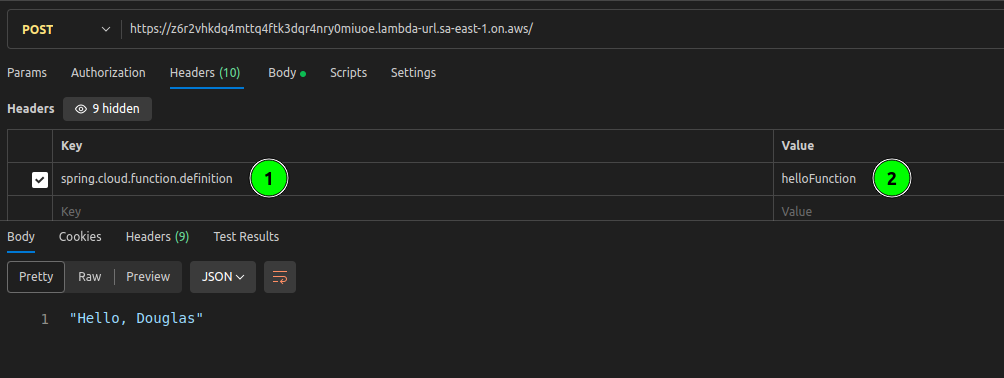 POST https://z6r2vhkdq4mttq4ftk3dqr4nry0miuoe.lambda-url.sa-east-1.on.aws/
Params Authorization Headers (10) Body Scripts Settings
Headers 9 hidden
Key Value
spring.cloud.function.definition 1 helloFunction 2
Key Value
Body Cookies Headers (9) Test Results
Pretty Raw Preview JSON
1 "Hello, Douglas"